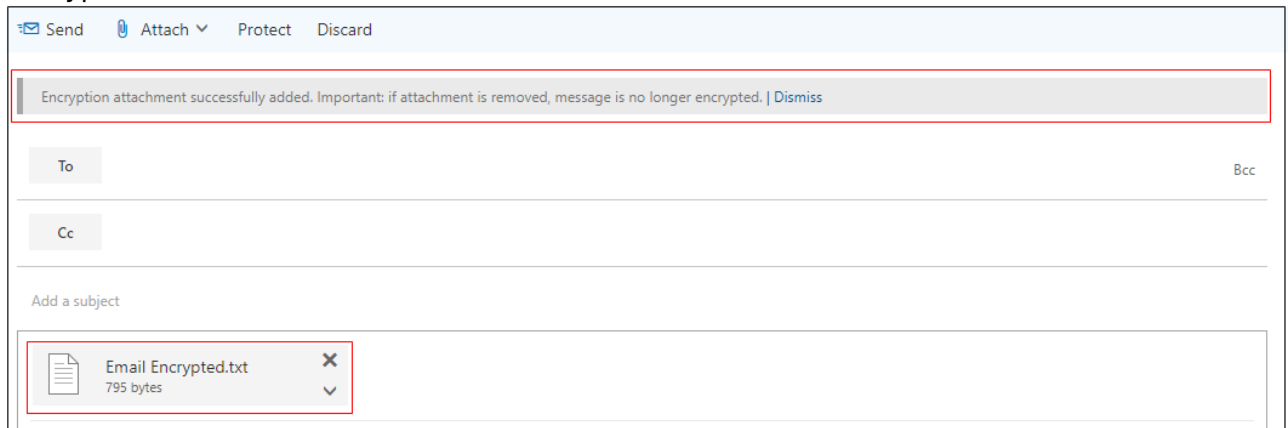 Send Attach Protect Discard
Encryption attachment successfully added. Important: if attachment is removed, message is no longer encrypted. | Dismiss
To Bcc
Cc
Add a subject
Email Encrypted.txt
795 bytes